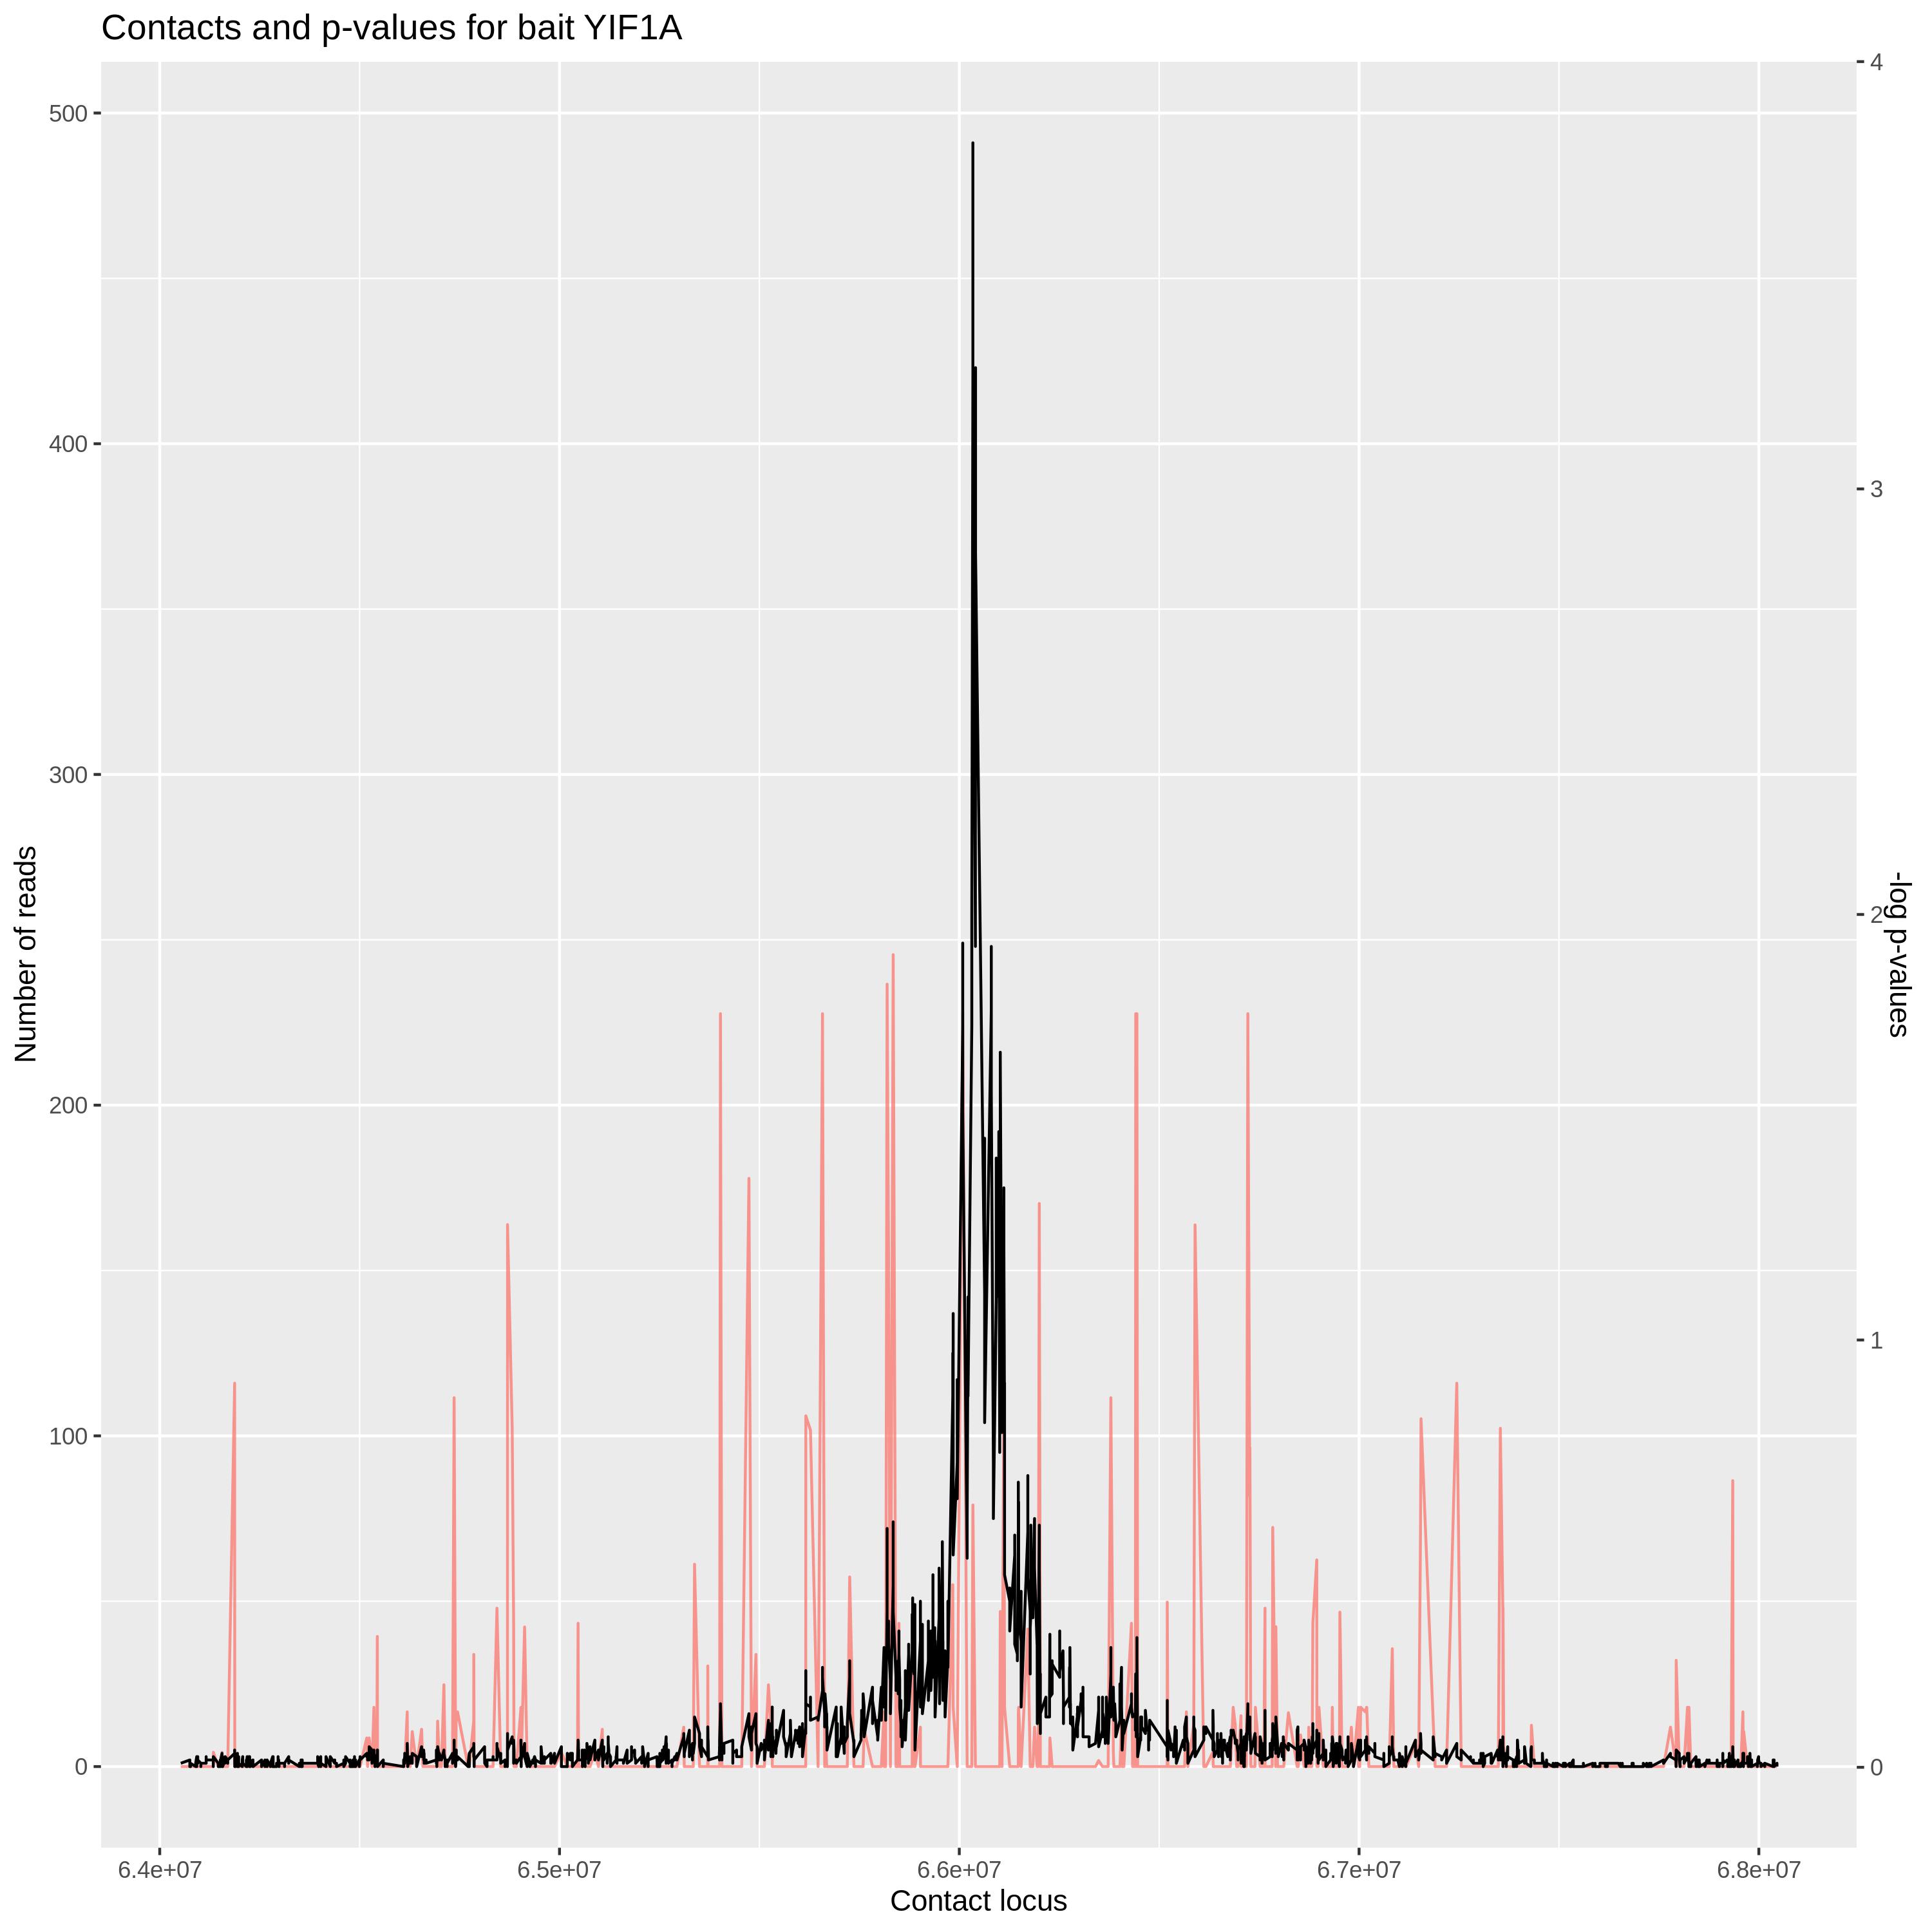 Contacts and p-values for bait YIF1A
500
400
300
200
100
0
Number of reads
4
3
2
1
0
-log p-values
6.4e+07
6.5e+07
6.6e+07
6.7e+07
6.8e+07
Contact locus